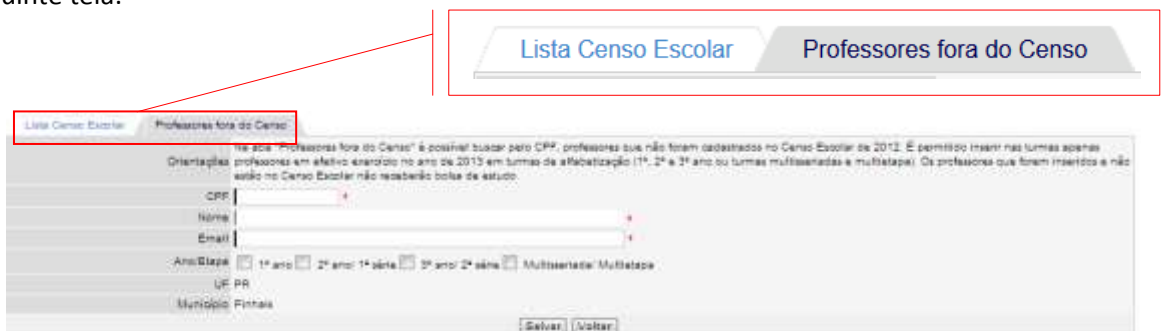 uinte tela:
Lista Censo Escolar Professores fora do Censo
Lista Censo Escolar Professores fora do Censo
Na aba "Professores fora do Censo" é possível buscar pelo CPF, professores que não foram cadastrados no Censo Escolar de 2012. É permitido inserir nas turmas apenas
Orientações professores em efetivo exercício no ano de 2013 em turmas de alfabetização (1º, 2º e 3º ano ou turmas multisseriadas e multietapa). Os professores que forem inseridos e não
estão no Censo Escolar não receberão bolsa de estudo.
CPF *
Nome *
Email *
Ano/Etapa 1º ano 2º ano/ 1ª série 3º ano/ 2ª série Multisseriada/ Multietapa
UF PR
Município Pinhais
Salvar Voltar